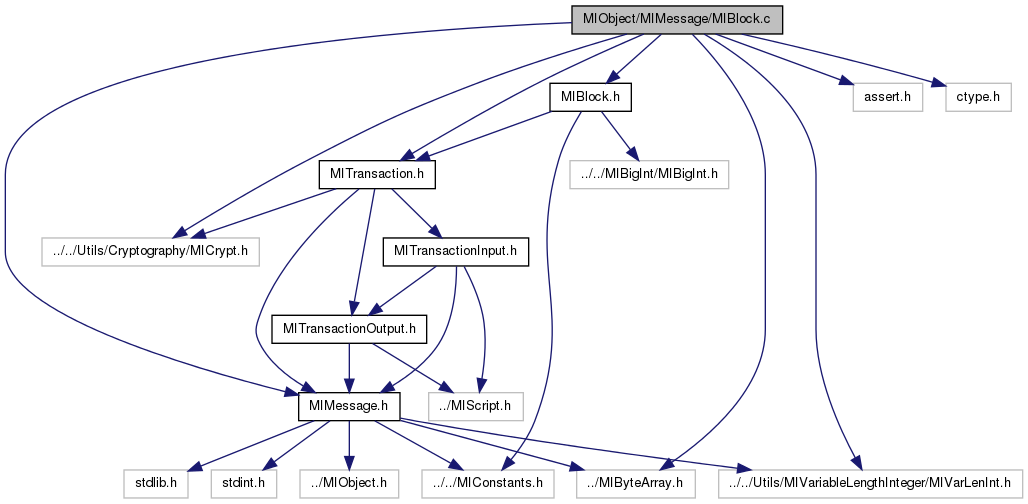 MIObject/MIMessage/MIBlock.c
MIBlock.h
assert.h
ctype.h
MITransaction.h
../../MIBigInt/MIBigInt.h
../../Utils/Cryptography/MICrypt.h
MITransactionInput.h
MITransactionOutput.h
MIMessage.h
../MIScript.h
stdlib.h
stdint.h
../MIObject.h
../../MIConstants.h
../MIByteArray.h
../../Utils/MIVariableLengthInteger/MIVarLenInt.h